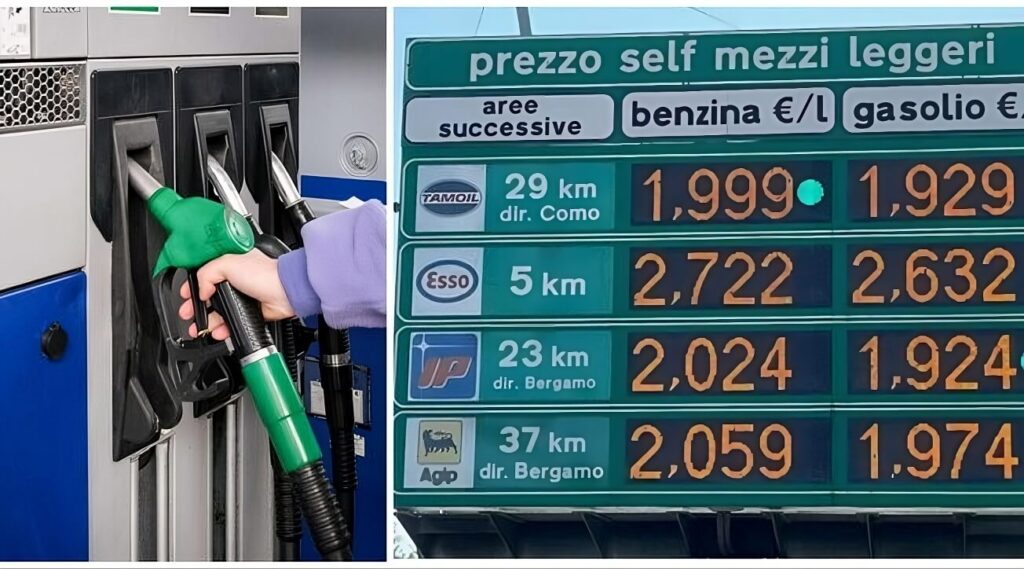 prezzo self mezzi leggeri
aree successive
benzina €/l
gasolio €/
TAMOIL
29 km
dir. Como
1,999
1,929
Esso
5 km
2,722
2,632
IP
23 km
dir. Bergamo
2,024
1,924
Agip
37 km
dir. Bergamo
2,059
1,974